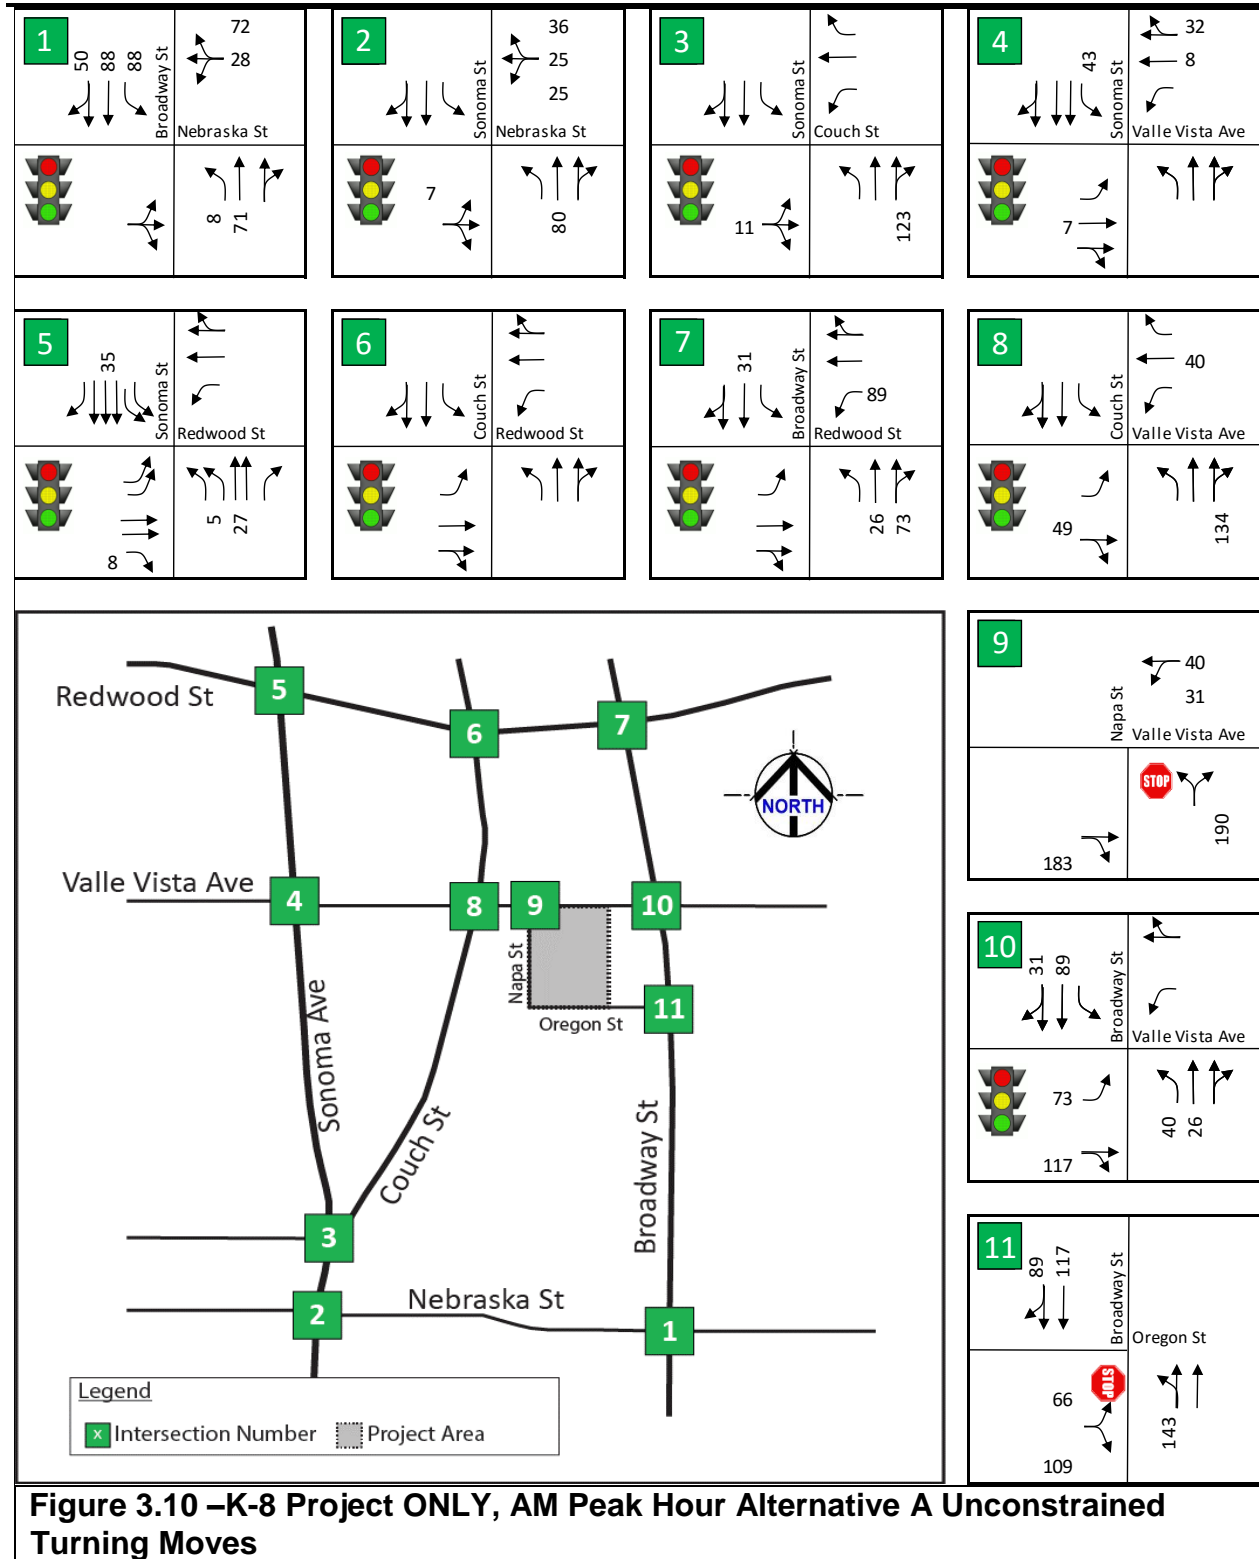 1
50
88
88
Broadway St
72
28
Nebraska St
8
71
2
Sonoma St
36
25
25
Nebraska St
7
80
3
Sonoma St
Couch St
11
123
4
43
Sonoma St
32
8
Valle Vista Ave
7
5
35
Sonoma St
Redwood St
8
5
27
6
Couch St
Redwood St
7
31
Broadway St
89
Redwood St
26
73
8
Couch St
40
Valle Vista Ave
49
134
Redwood St
5
6
7
NORTH
Valle Vista Ave
4
8
9
10
Napa St
11
Oregon St
Sonoma Ave
Couch St
Broadway St
3
2
Nebraska St
1
Legend
x Intersection Number
Project Area
9
Napa St
40
31
Valle Vista Ave
STOP
183
190
10
31
89
Broadway St
Valle Vista Ave
73
117
40
26
11
89
117
Broadway St
Oregon St
66
STOP
109
143
Figure 3.10 –K-8 Project ONLY, AM Peak Hour Alternative A Unconstrained
Turning Moves